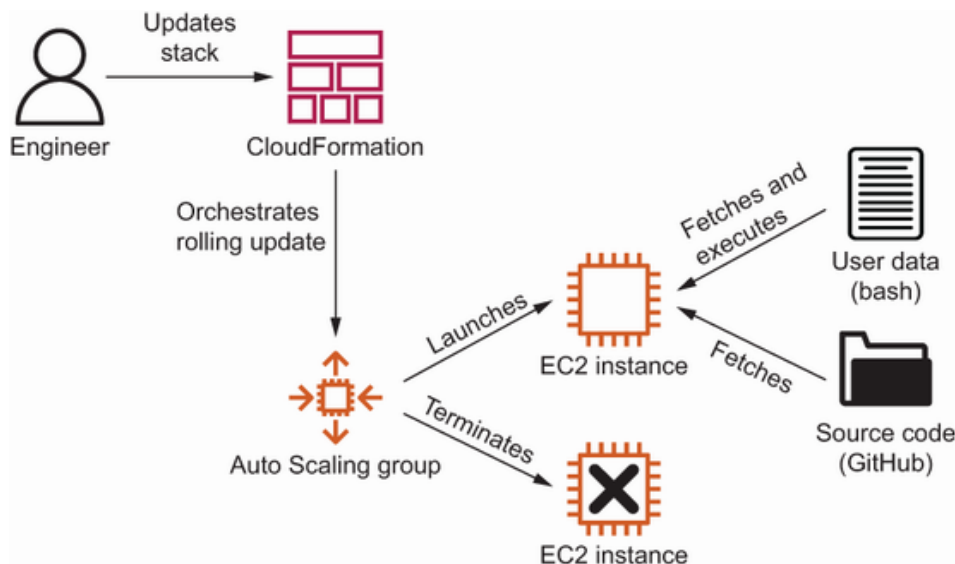 Updates
stack
Engineer
CloudFormation
Orchestrates
rolling update
Fetches and
executes
User data
(bash)
Launches
EC2 instance
Fetches
Terminates
Auto Scaling group
Source code
(GitHub)
EC2 instance